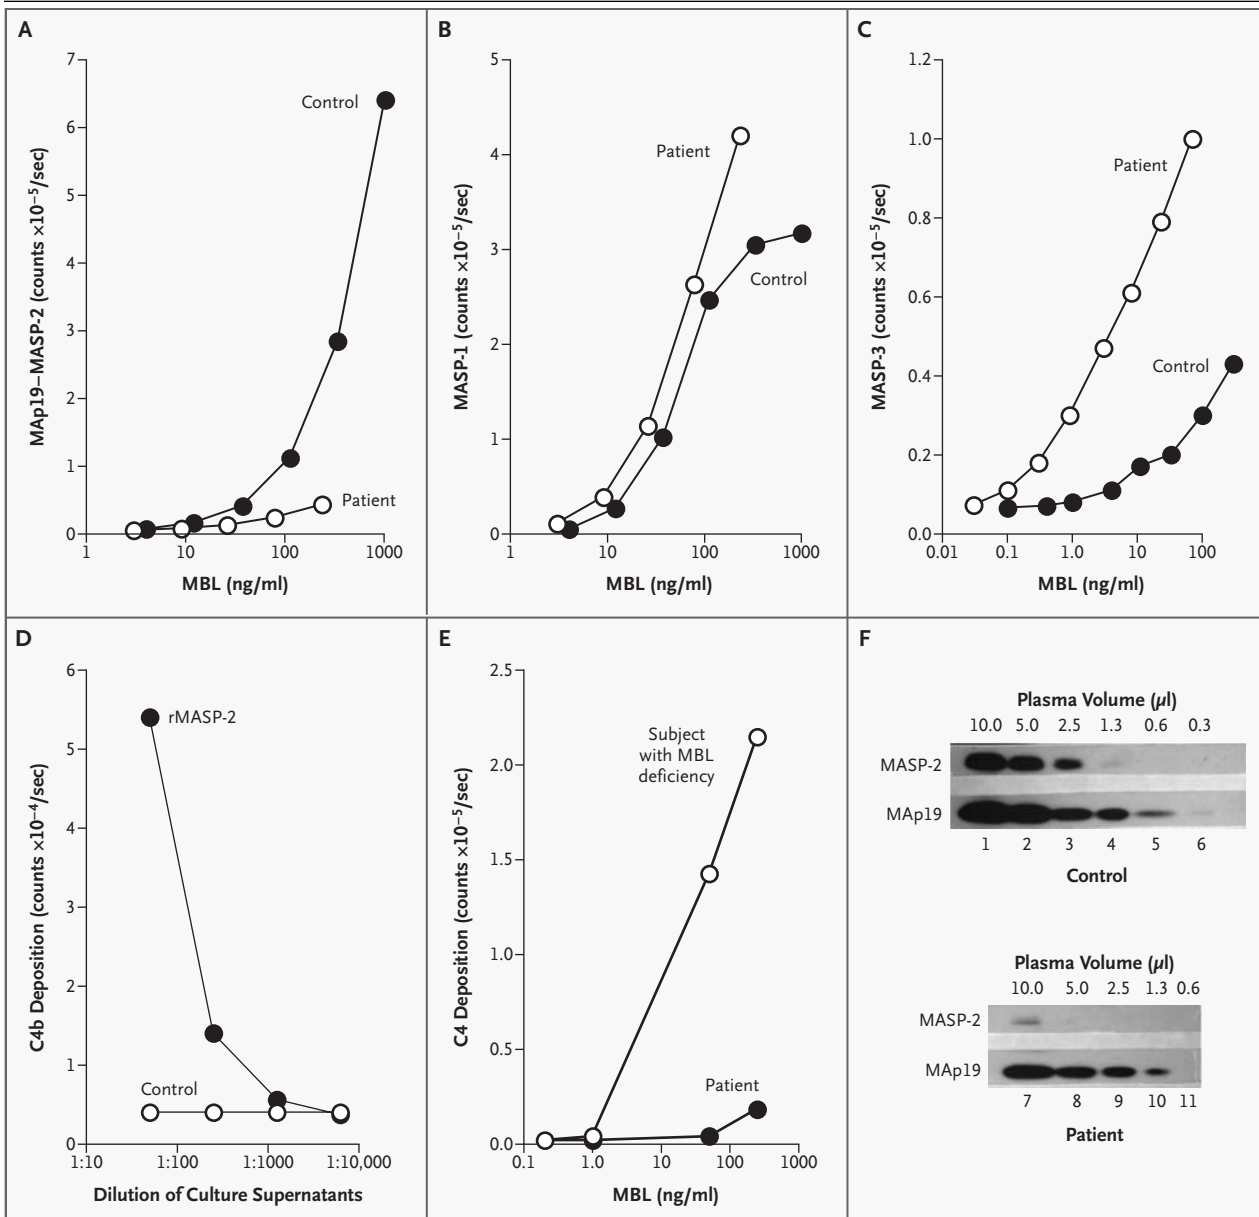 A
MAp19–MASP-2 (counts ×10⁻⁵/sec)
7
6
5
4
3
2
1
0
Control
Patient
1 10 100 1000
MBL (ng/ml)
B
MASP-1 (counts ×10⁻⁵/sec)
5
4
3
2
1
0
Patient
Control
1 10 100 1000
MBL (ng/ml)
C
MASP-3 (counts ×10⁻⁵/sec)
1.2
1.0
0.8
0.6
0.4
0.2
0.0
Patient
Control
0.01 0.1 1.0 10 100
MBL (ng/ml)
D
C4b Deposition (counts ×10⁻⁴/sec)
6
5
4
3
2
1
0
rMASP-2
Control
1:10 1:100 1:1000 1:10,000
Dilution of Culture Supernatants
E
C4 Deposition (counts ×10⁻⁵/sec)
2.5
2.0
1.5
1.0
0.5
0.0
Subject
with MBL
deficiency
Patient
0.1 1.0 10 100 1000
MBL (ng/ml)
F
Plasma Volume (µl)
10.0 5.0 2.5 1.3 0.6 0.3
MASP-2
MAp19
1 2 3 4 5 6
Control
Plasma Volume (µl)
10.0 5.0 2.5 1.3 0.6
MASP-2
MAp19
7 8 9 10 11
Patient